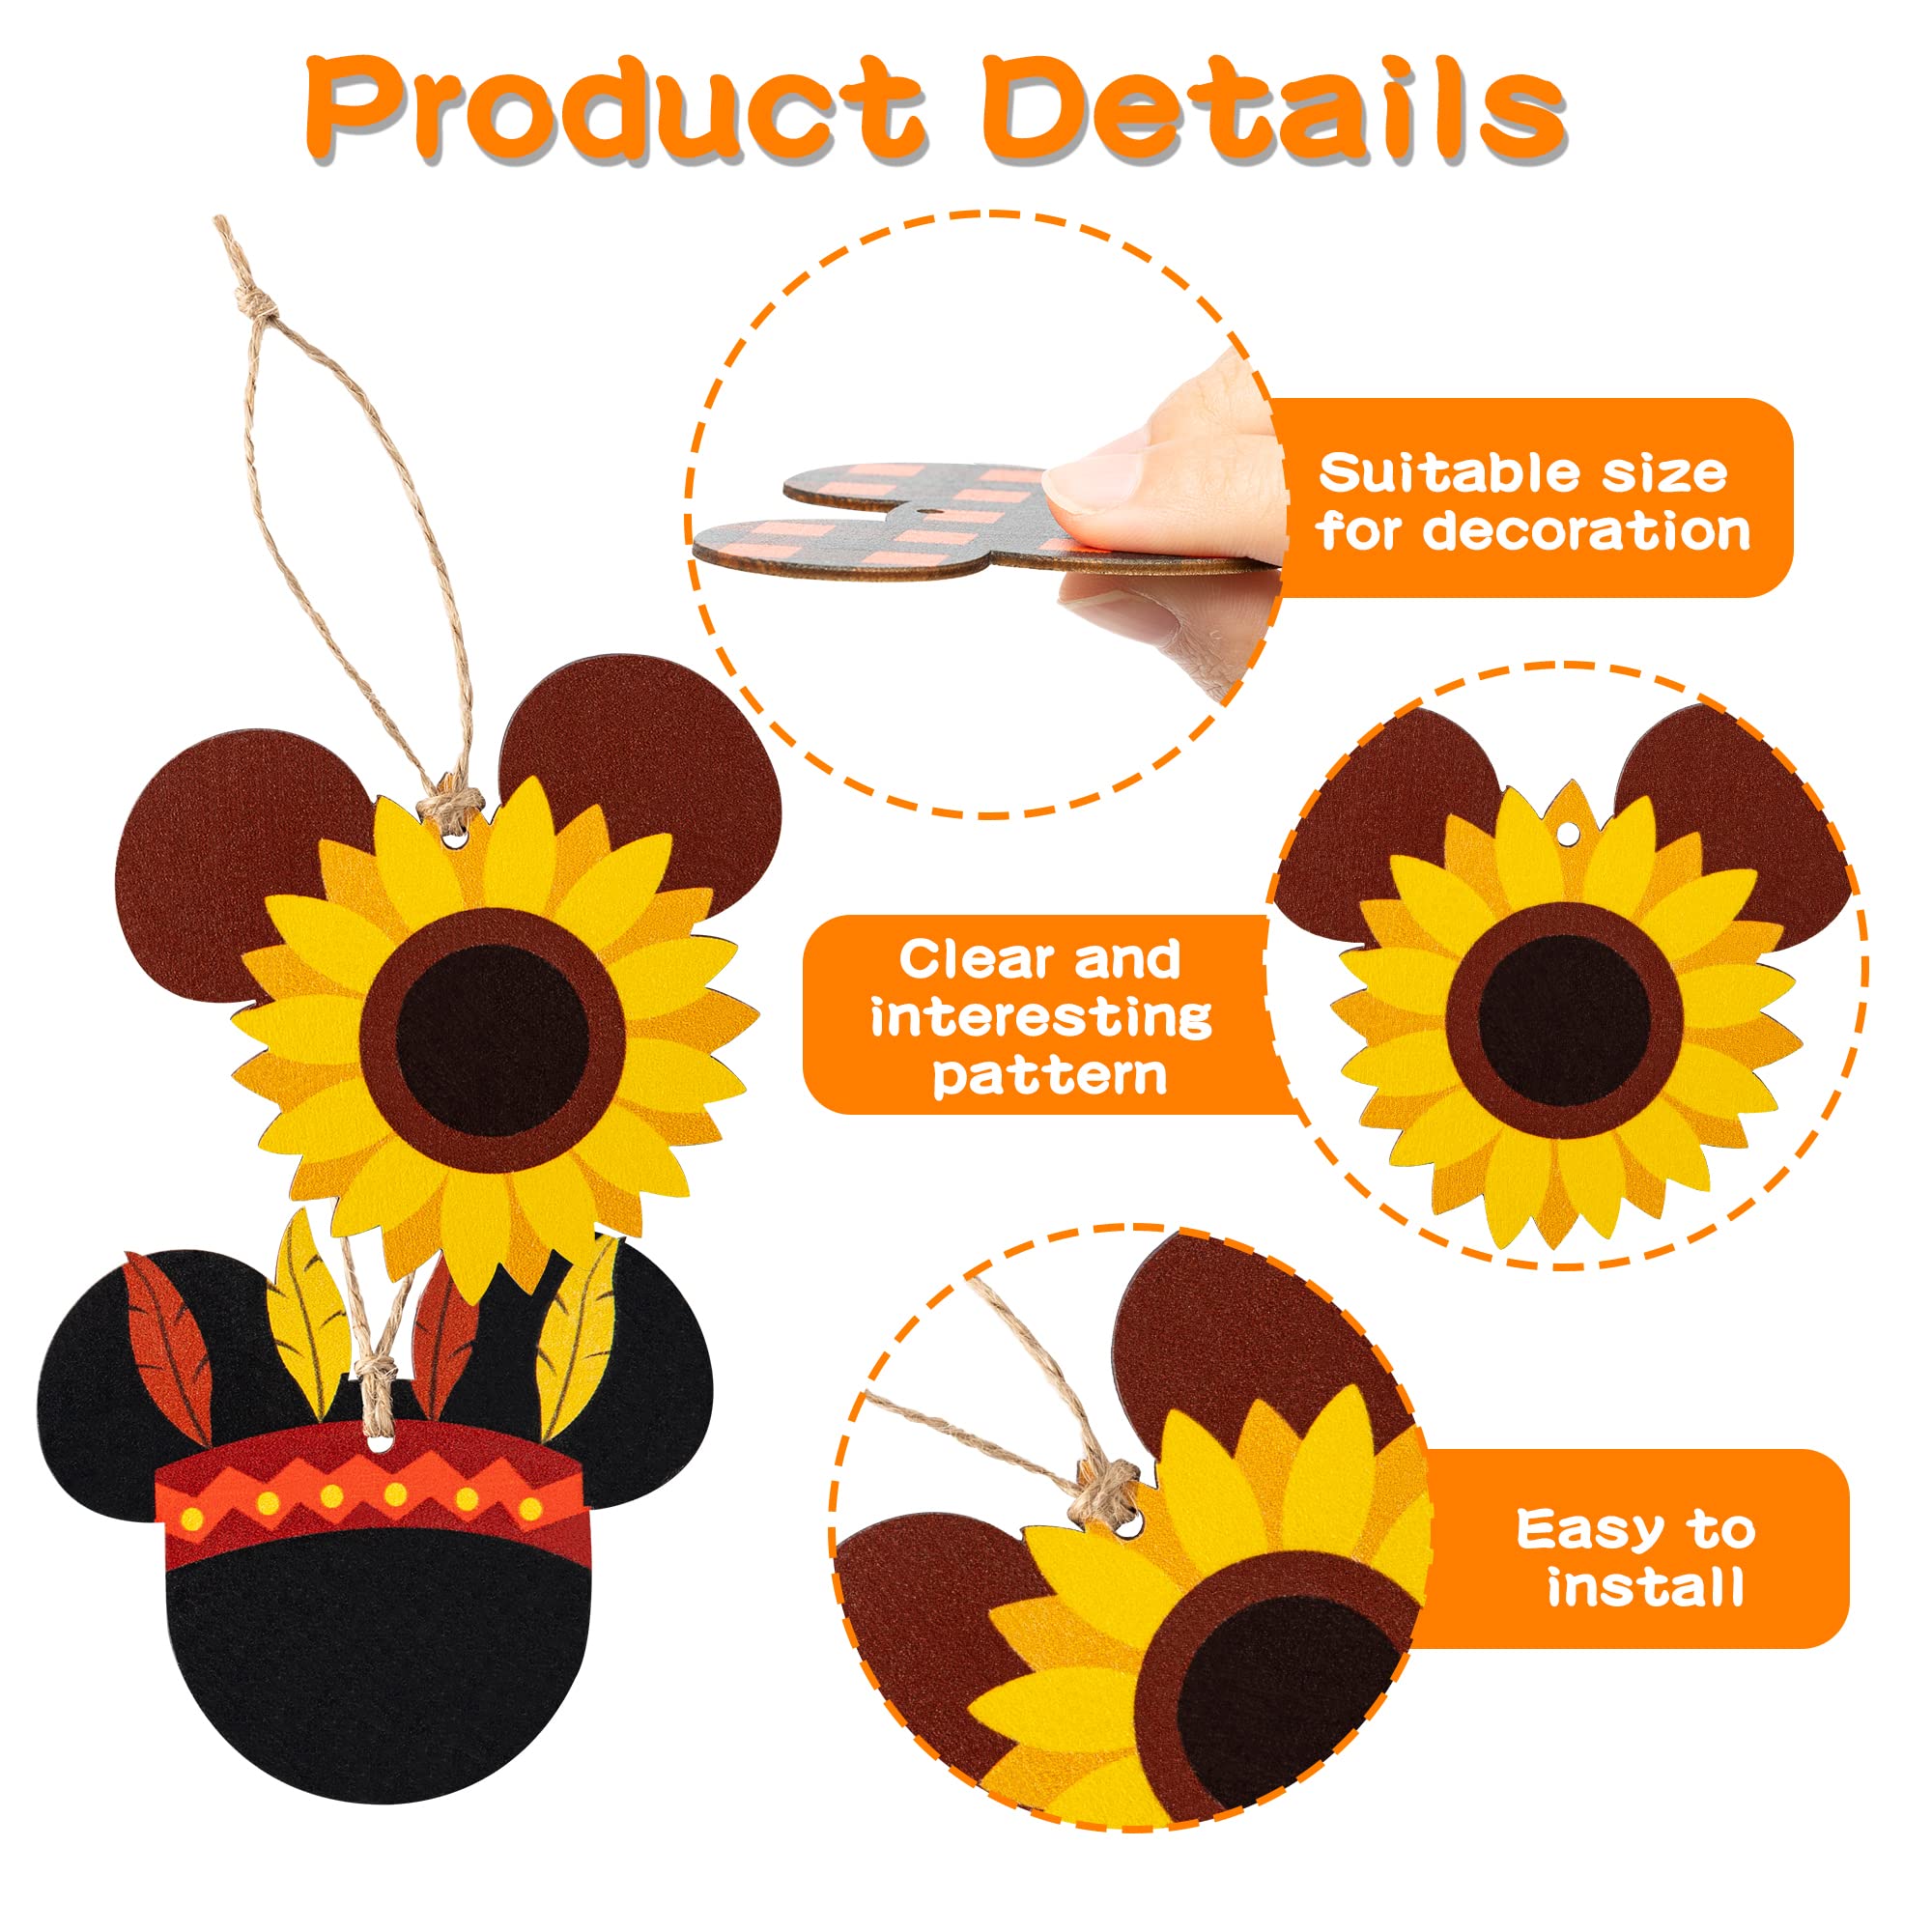 Product Details
Suitable size
for decoration
Clear and
interesting
pattern
Easy to
install